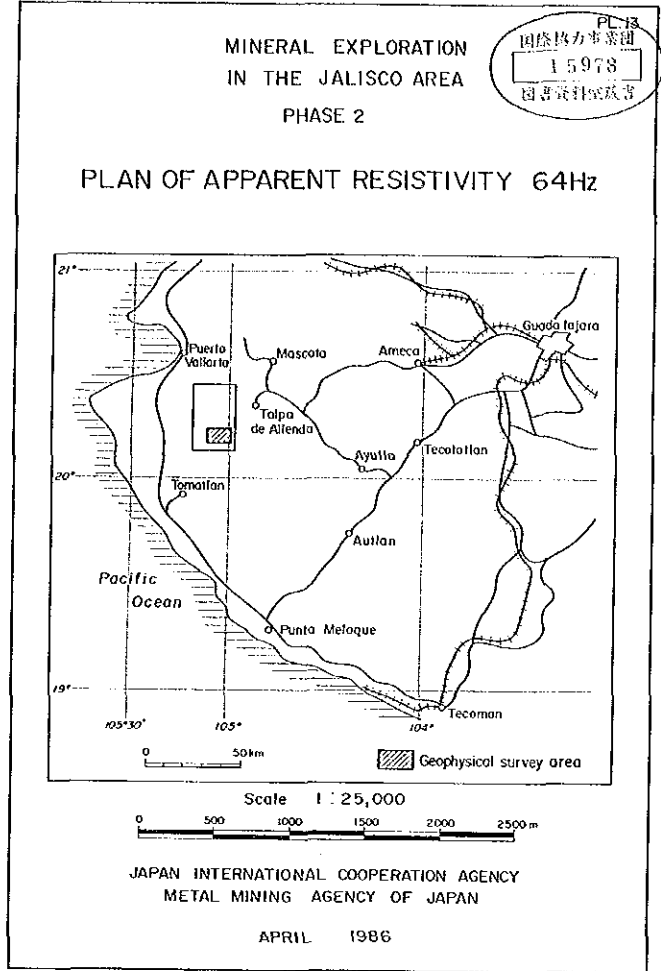 PL.13
国際協力事業団
15978
図書資料室蔵書
MINERAL EXPLORATION
IN THE JALISCO AREA
PHASE 2
PLAN OF APPARENT RESISTIVITY 64Hz
21°
Guadalajara
Puerto
Vallarta
Mascota
Ameca
Talpa
de Allende
Ayutla
Tecolotlan
20°
Tomatlan
Autlan
Pacific
Ocean
Punta Meloque
19°
Tecoman
105°30'
105°
104°
0 50km
Geophysical survey area
Scale 1:25,000
0 500 1000 1500 2000 2500m
JAPAN INTERNATIONAL COOPERATION AGENCY
METAL MINING AGENCY OF JAPAN
APRIL 1986